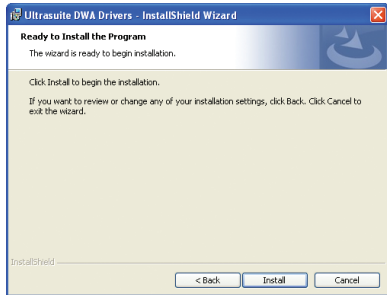 Ultrasuite DWA Drivers - InstallShield Wizard
Ready to Install the Program
The wizard is ready to begin installation.
Click Install to begin the installation.
If you want to review or change any of your installation settings, click Back. Click Cancel to
exit the wizard.
InstallShield
< Back Install Cancel